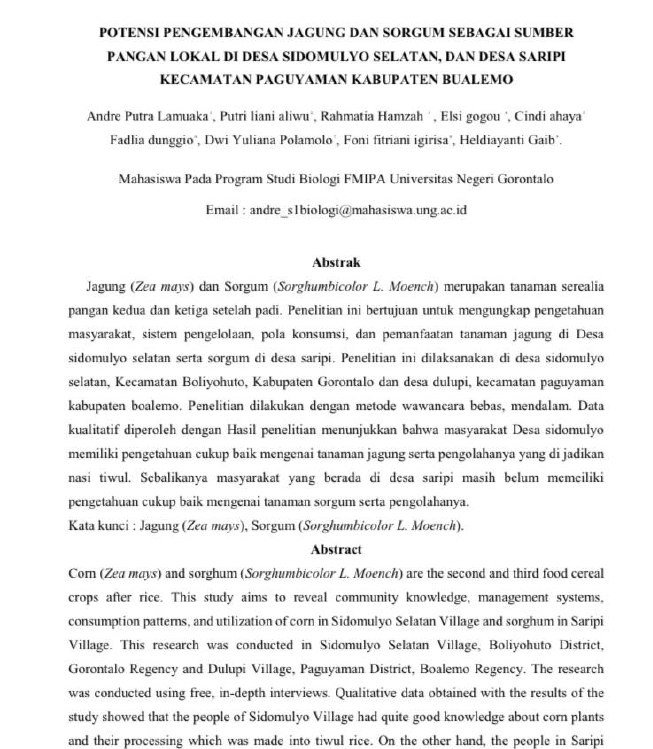 POTENSI PENGEMBANGAN JAGUNG DAN SORGUM SEBAGAI SUMBER
PANGAN LOKAL DI DESA SIDOMULYO SELATAN, DAN DESA SARIPI
KECAMATAN PAGUYAMAN KABUPATEN BUALEMO
Andre Putra Lamuaka, Putri liani aliwu, Rahmatia Hamzah , Elsi gogou , Cindi ahaya
Fadlia dunggio, Dwi Yuliana Polamolo, Foni fitriani igirisa, Heldiayanti Gaib.
Mahasiswa Pada Program Studi Biologi FMIPA Universitas Negeri Gorontalo
Email : andre_s1biologi@mahasiswa.ung.ac.id
Abstrak
Jagung (Zea mays) dan Sorgum (Sorghumbicolor L. Moench) merupakan tanaman serealia
pangan kedua dan ketiga setelah padi. Penelitian ini bertujuan untuk mengungkap pengetahuan
masyarakat, sistem pengelolaan, pola konsumsi, dan pemanfaatan tanaman jagung di Desa
sidomulyo selatan serta sorgum di desa saripi. Penelitian ini dilaksanakan di desa sidomulyo
selatan, Kecamatan Boliyohuto, Kabupaten Gorontalo dan desa dulupi, kecamatan paguyaman
kabupaten boalemo. Penelitian dilakukan dengan metode wawancara bebas, mendalam. Data
kualitatif diperoleh dengan Hasil penelitian menunjukkan bahwa masyarakat Desa sidomulyo
memiliki pengetahuan cukup baik mengenai tanaman jagung serta pengolahanya yang di jadikan
nasi tiwul. Sebalikanya masyarakat yang berada di desa saripi masih belum memciliki
pengetahuan cukup baik mengenai tanaman sorgum serta pengolahanya.
Kata kunci : Jagung (Zea mays), Sorgum (Sorghumbicolor L. Moench).
Abstract
Corn (Zea mays) and sorghum (Sorghumbicolor L. Moench) are the second and third food cereal
crops after rice. This study aims to reveal community knowledge, management systems,
consumption patterns, and utilization of corn in Sidomulyo Selatan Village and sorghum in Saripi
Village. This research was conducted in Sidomulyo Selatan Village, Boliyohuto District,
Gorontalo Regency and Dulupi Village, Paguyaman District, Boalemo Regency. The research
was conducted using free, in-depth interviews. Qualitative data obtained with the results of the
study showed that the people of Sidomulyo Village had quite good knowledge about corn plants
and their processing which was made into tiwul rice. On the other hand, the people in Saripi